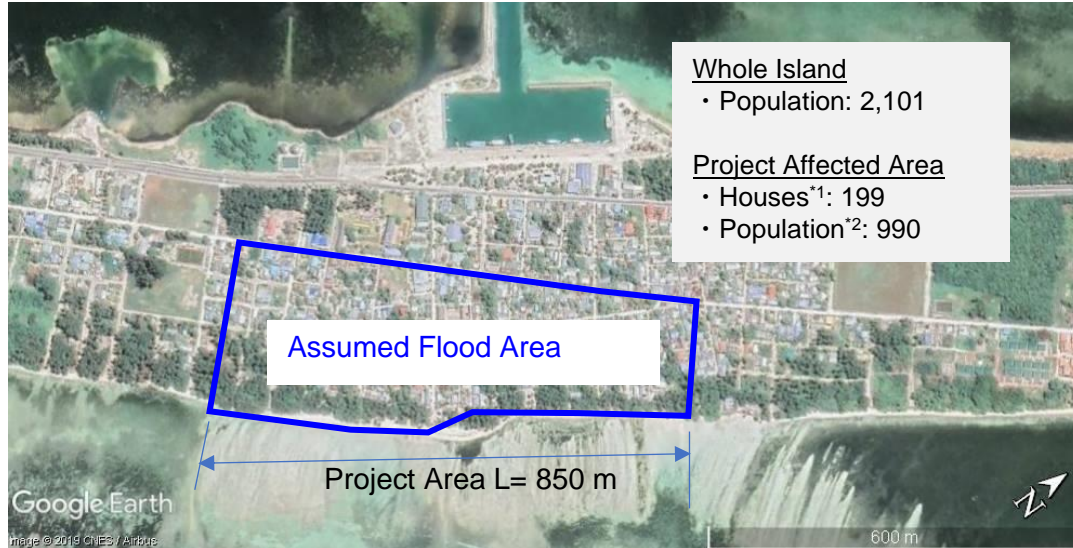 Whole Island
・Population: 2,101
Project Affected Area
・Houses*1: 199
・Population*2: 990
Assumed Flood Area
Project Area L= 850 m
Google Earth
Image © 2019 CNES / Airbus
N
600 m